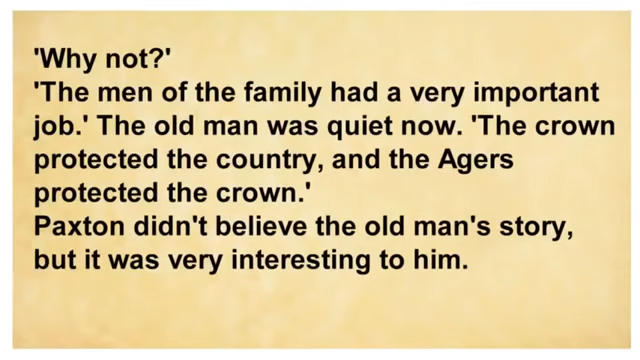 'Why not?'
'The men of the family had a very important
job.' The old man was quiet now. 'The crown
protected the country, and the Agers
protected the crown.'
Paxton didn't believe the old man's story,
but it was very interesting to him.